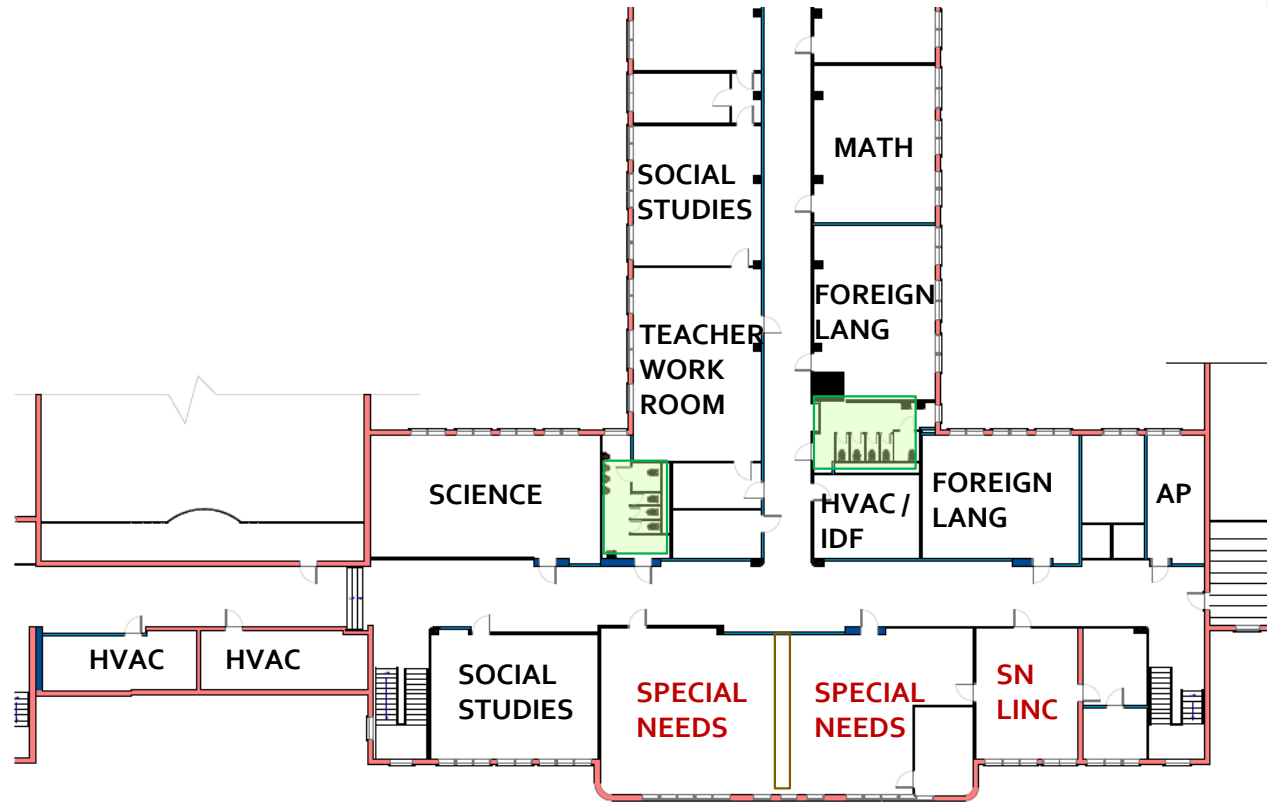 MATH
SOCIAL
STUDIES
FOREIGN
LANG
TEACHER
WORK
ROOM
SCIENCE
HVAC /
IDF
FOREIGN
LANG
AP
HVAC
HVAC
SOCIAL
STUDIES
SPECIAL
NEEDS
SPECIAL
NEEDS
SN
LINC